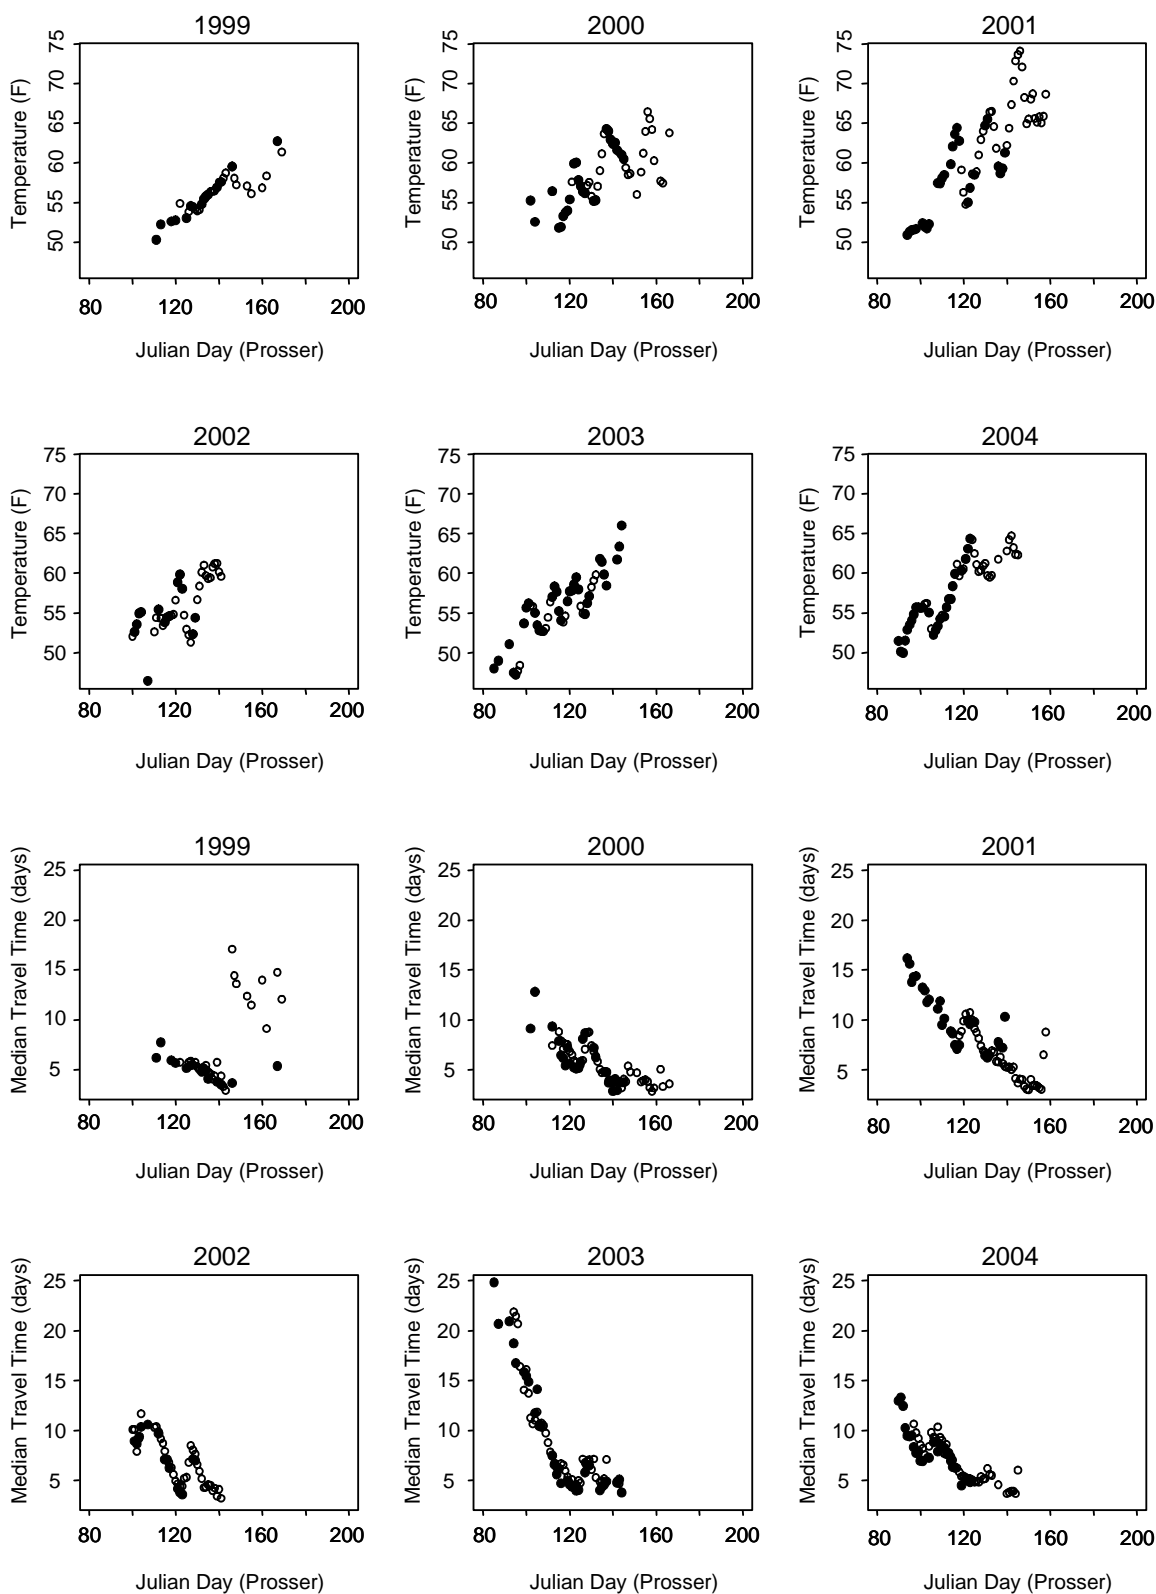 1999 2000 2001
Temperature (F) 50 55 60 65 70 75 Temperature (F) 50 55 60 65 70 75 Temperature (F) 50 55 60 65 70 75
80 120 160 200 80 120 160 200 80 120 160 200
Julian Day (Prosser) Julian Day (Prosser) Julian Day (Prosser)
2002 2003 2004
Temperature (F) 75 70 65 60 55 50 Temperature (F) 75 70 65 60 55 50 Temperature (F) 75 70 65 60 55 50
80 120 160 200 80 120 160 200 80 120 160 200
Julian Day (Prosser) Julian Day (Prosser) Julian Day (Prosser)
1999 2000 2001
Median Travel Time (days) 25 20 15 10 5 Median Travel Time (days) 25 20 15 10 5 Median Travel Time (days) 25 20 15 10 5
80 120 160 200 80 120 160 200 80 120 160 200
Julian Day (Prosser) Julian Day (Prosser) Julian Day (Prosser)
2002 2003 2004
Median Travel Time (days) 25 20 15 10 5 Median Travel Time (days) 25 20 15 10 5 Median Travel Time (days) 25 20 15 10 5
80 120 160 200 80 120 160 200 80 120 160 200
Julian Day (Prosser) Julian Day (Prosser) Julian Day (Prosser)